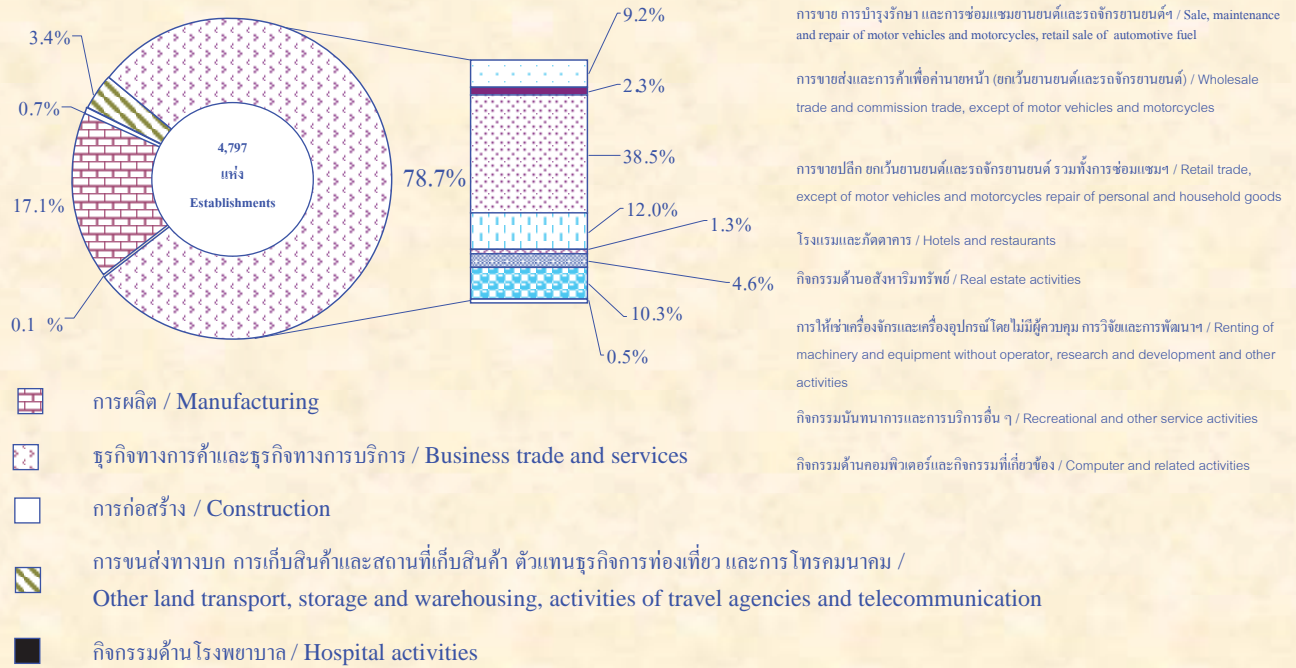 9.2%
การขาย การบำรุงรักษา และการซ่อมแซมยานยนต์และรถจักรยานยนต์ฯ / Sale, maintenance
and repair of motor vehicles and motorcycles, retail sale of automotive fuel
3.4%
2.3%
การขายส่งและการค้าเพื่อค่านายหน้า (ยกเว้นยานยนต์และรถจักรยานยนต์) / Wholesale
trade and commission trade, except of motor vehicles and motorcycles
0.7%
4,797
แห่ง
Establishments
78.7%
38.5%
การขายปลีก ยกเว้นยานยนต์และรถจักรยานยนต์ รวมทั้งการซ่อมแซมฯ / Retail trade,
except of motor vehicles and motorcycles repair of personal and household goods
17.1%
12.0%
1.3%
โรงแรมและภัตตาคาร / Hotels and restaurants
4.6%
กิจกรรมด้านอสังหาริมทรัพย์ / Real estate activities
0.1 %
10.3%
การให้เช่าเครื่องจักรและเครื่องอุปกรณ์โดยไม่มีผู้ควบคุม การวิจัยและการพัฒนาฯ / Renting of
machinery and equipment without operator, research and development and other
activities
0.5%
การผลิต / Manufacturing
กิจกรรมนันทนาการและการบริการอื่น ๆ / Recreational and other service activities
ธุรกิจทางการค้าและธุรกิจทางการบริการ / Business trade and services
กิจกรรมด้านคอมพิวเตอร์และกิจกรรมที่เกี่ยวข้อง / Computer and related activities
การก่อสร้าง / Construction
การขนส่งทางบก การเก็บสินค้าและสถานที่เก็บสินค้า ตัวแทนธุรกิจการท่องเที่ยว และการโทรคมนาคม /
Other land transport, storage and warehousing, activities of travel agencies and telecommunication
กิจกรรมด้านโรงพยาบาล / Hospital activities